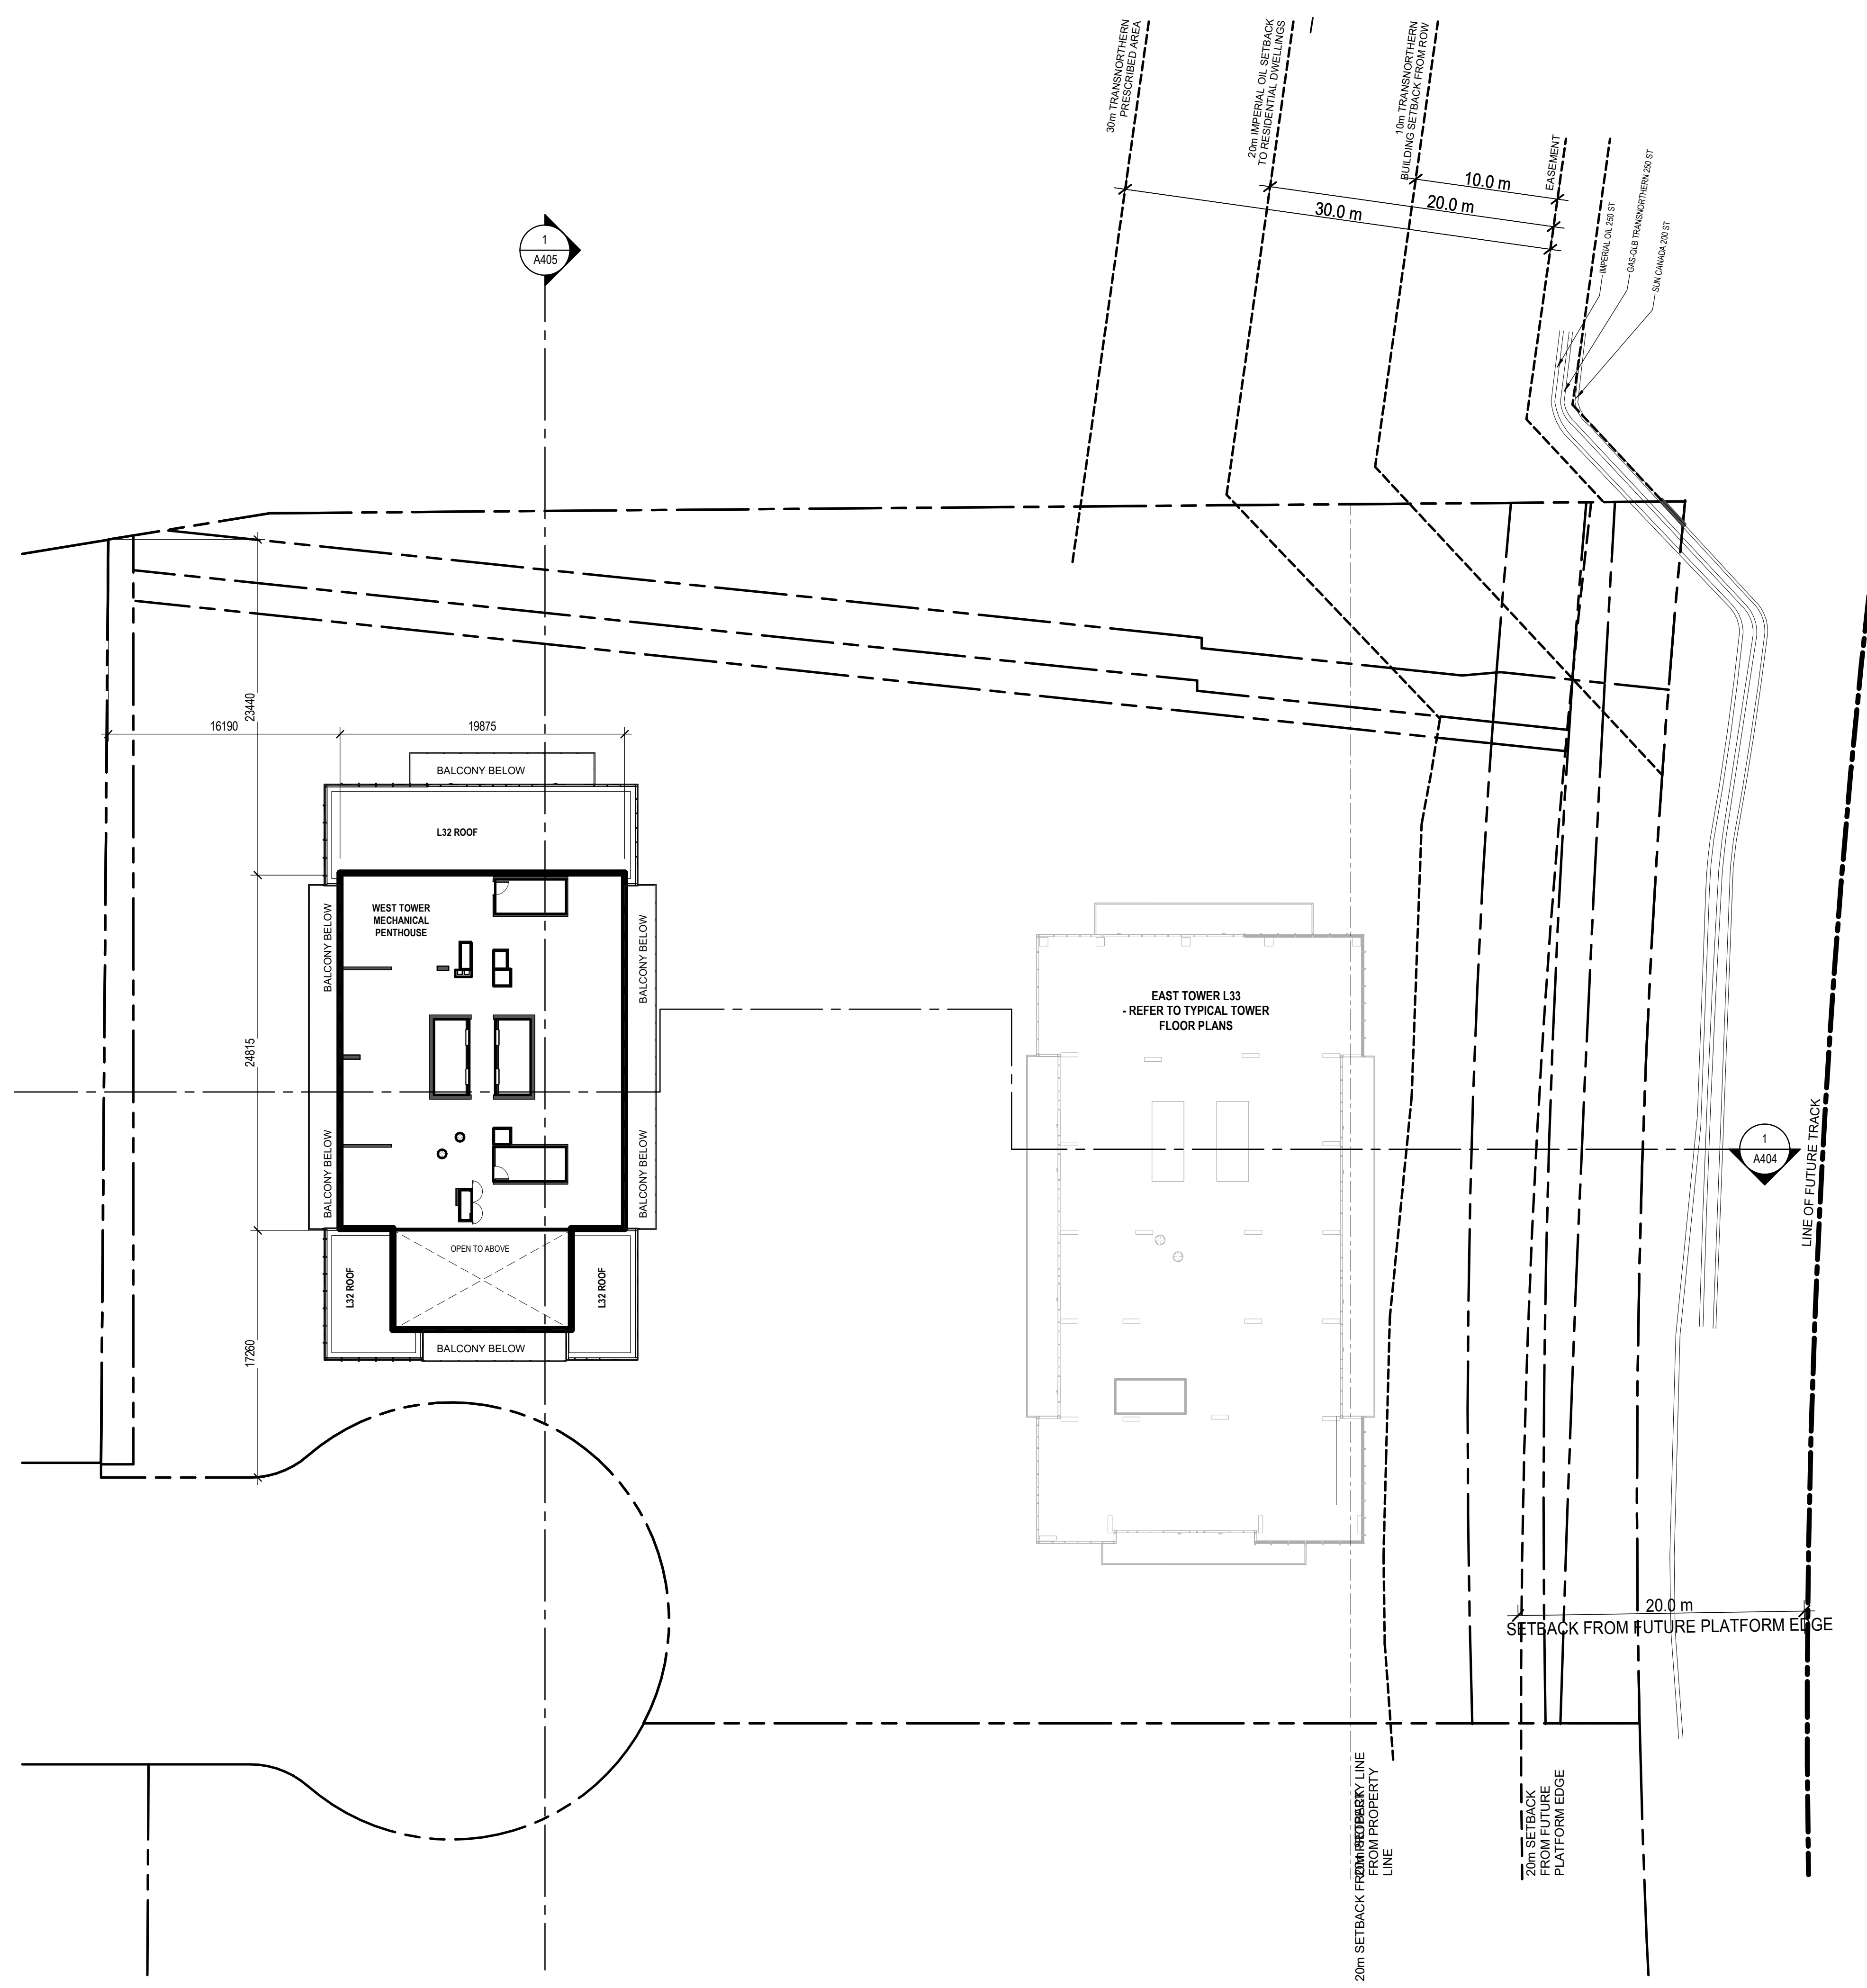 30m TRANSNORTHERN
PRESCRIBED AREA
20m IMPERIAL OIL SETBACK
TO RESIDENTIAL DWELLINGS
10m TRANSNORTHERN
BUILDING SETBACK FROM ROW
EASEMENT
10.0 m
20.0 m
30.0 m
IMPERIAL OIL 250 ST
GAS-QLB TRANSNORTHERN 250 ST
SUN CANADA 200 ST
1
A405
23440
16190
19875
BALCONY BELOW
L32 ROOF
WEST TOWER
MECHANICAL
PENTHOUSE
BALCONY BELOW
BALCONY BELOW
EAST TOWER L33
- REFER TO TYPICAL TOWER
FLOOR PLANS
24815
BALCONY BELOW
BALCONY BELOW
1
A404
LINE OF FUTURE TRACK
OPEN TO ABOVE
L32 ROOF
L32 ROOF
17260
BALCONY BELOW
20.0 m
SETBACK FROM FUTURE PLATFORM EDGE
20m SETBACK FROM PROPERTY LINE
20m SETBACK
FROM PROPERTY
LINE
20m SETBACK
FROM FUTURE
PLATFORM EDGE